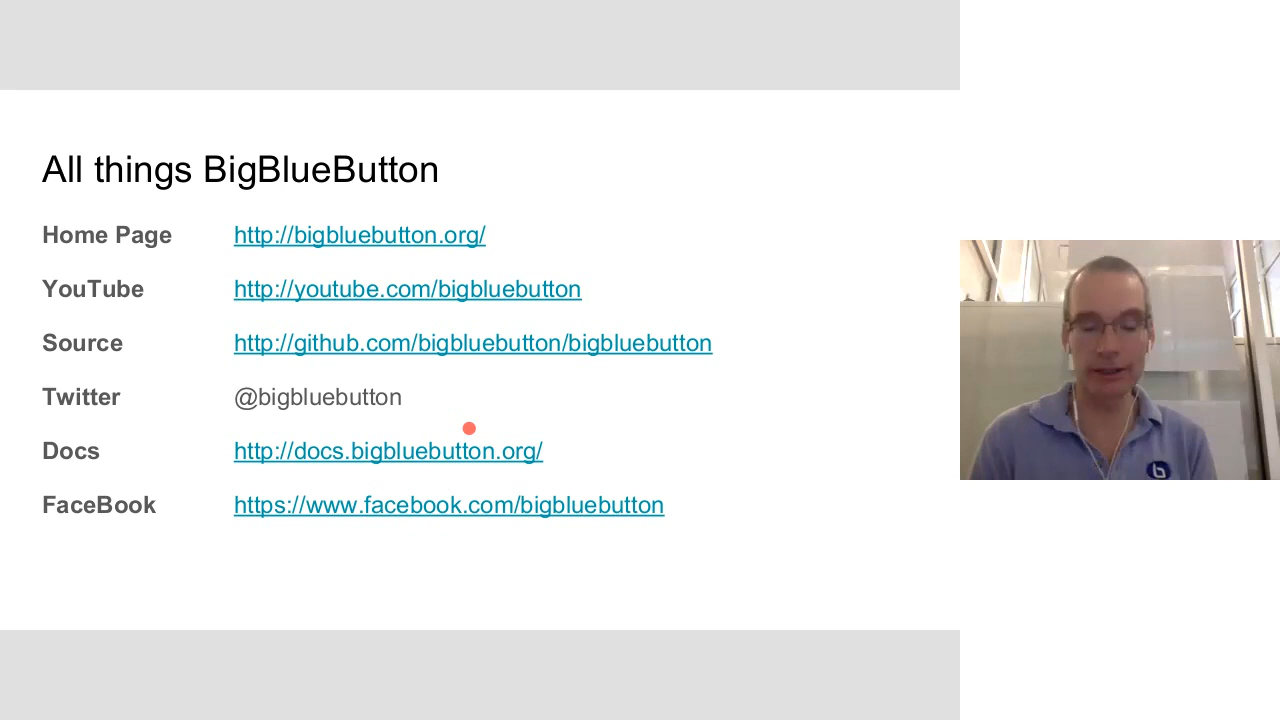 All things BigBlueButton
Home Page http://bigbluebutton.org/
YouTube http://youtube.com/bigbluebutton
Source http://github.com/bigbluebutton/bigbluebutton
Twitter @bigbluebutton
Docs http://docs.bigbluebutton.org/
FaceBook https://www.facebook.com/bigbluebutton
b